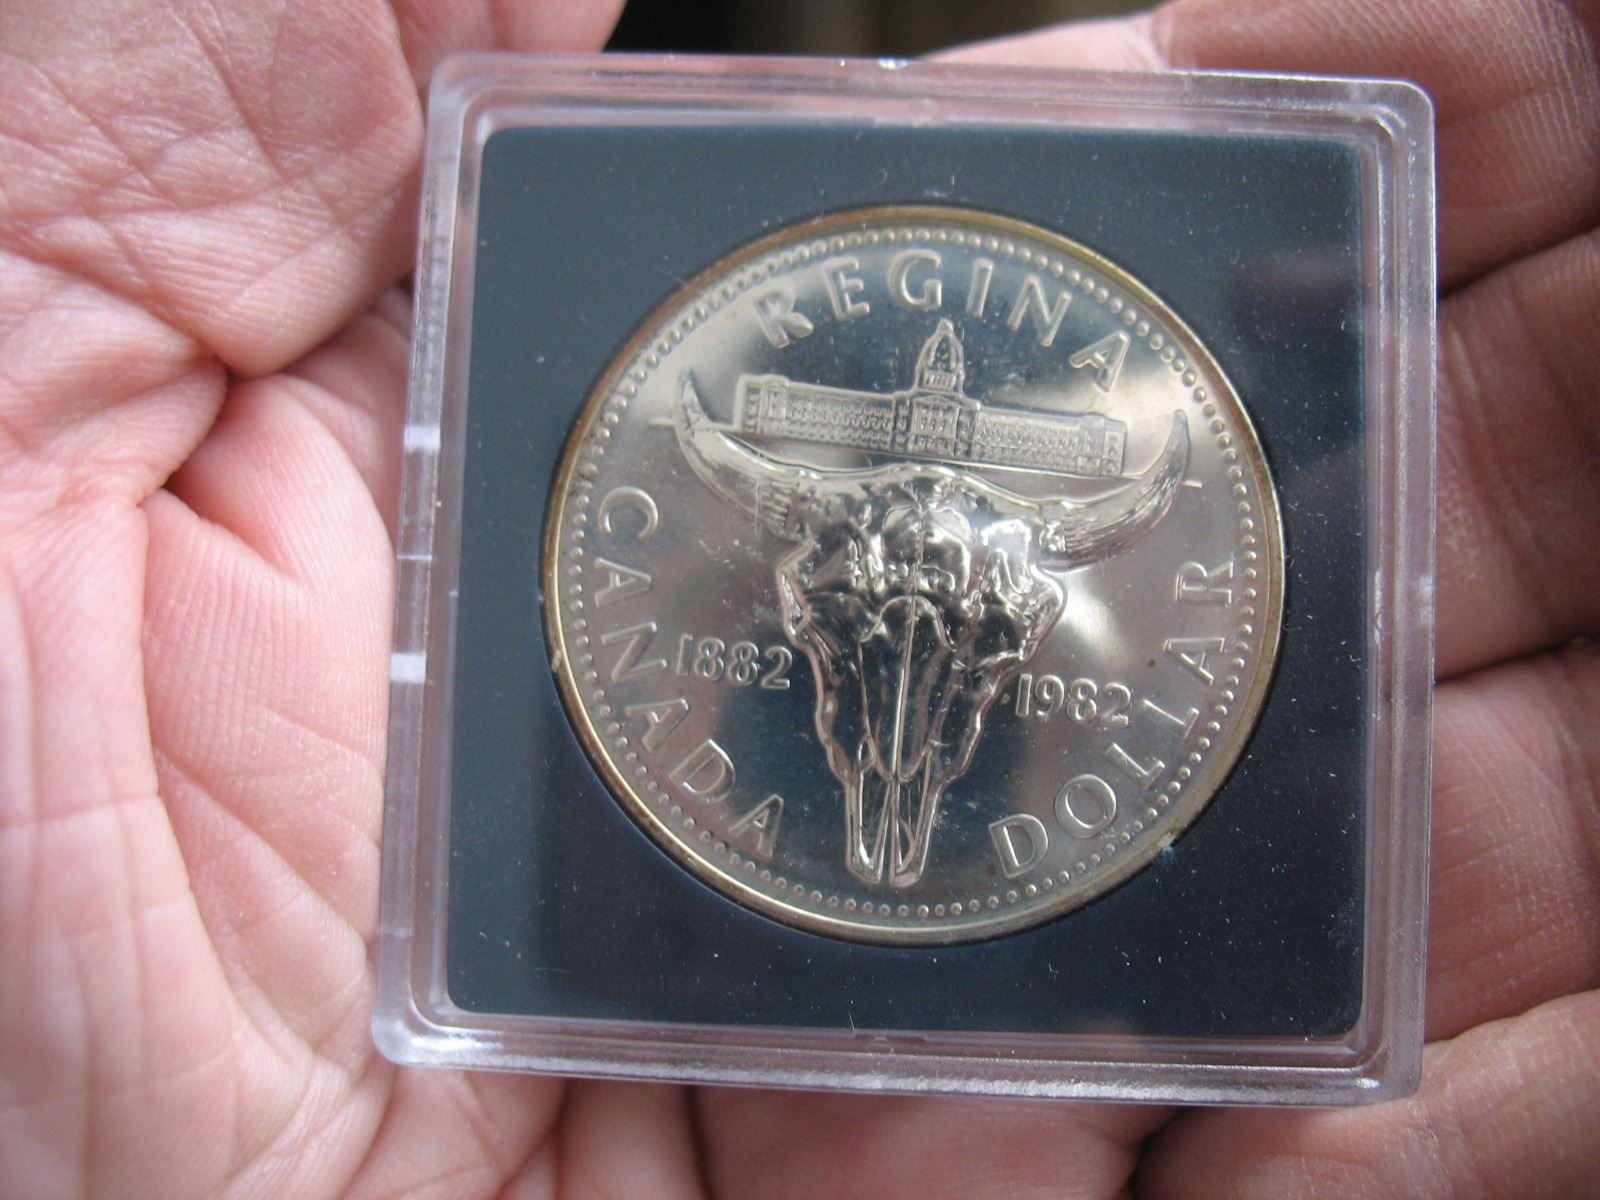 REGINA
CANADA
1882
1982
DOLLAR